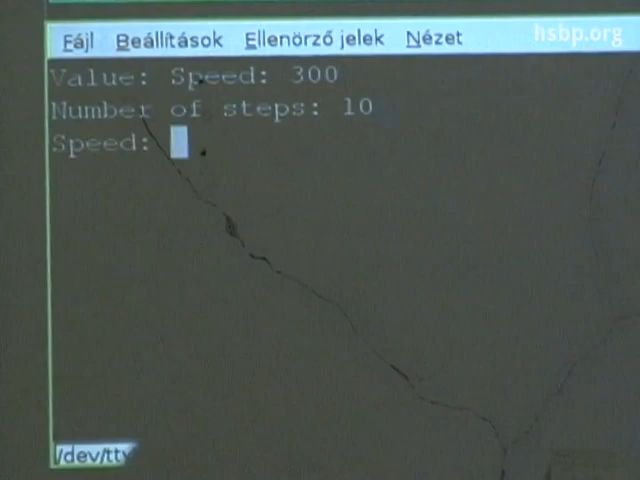 hsbp.org
Fájl Beállítások Ellenörző jelek Nézet
Value: Speed: 300
Number of steps: 10
Speed:
/dev/tty